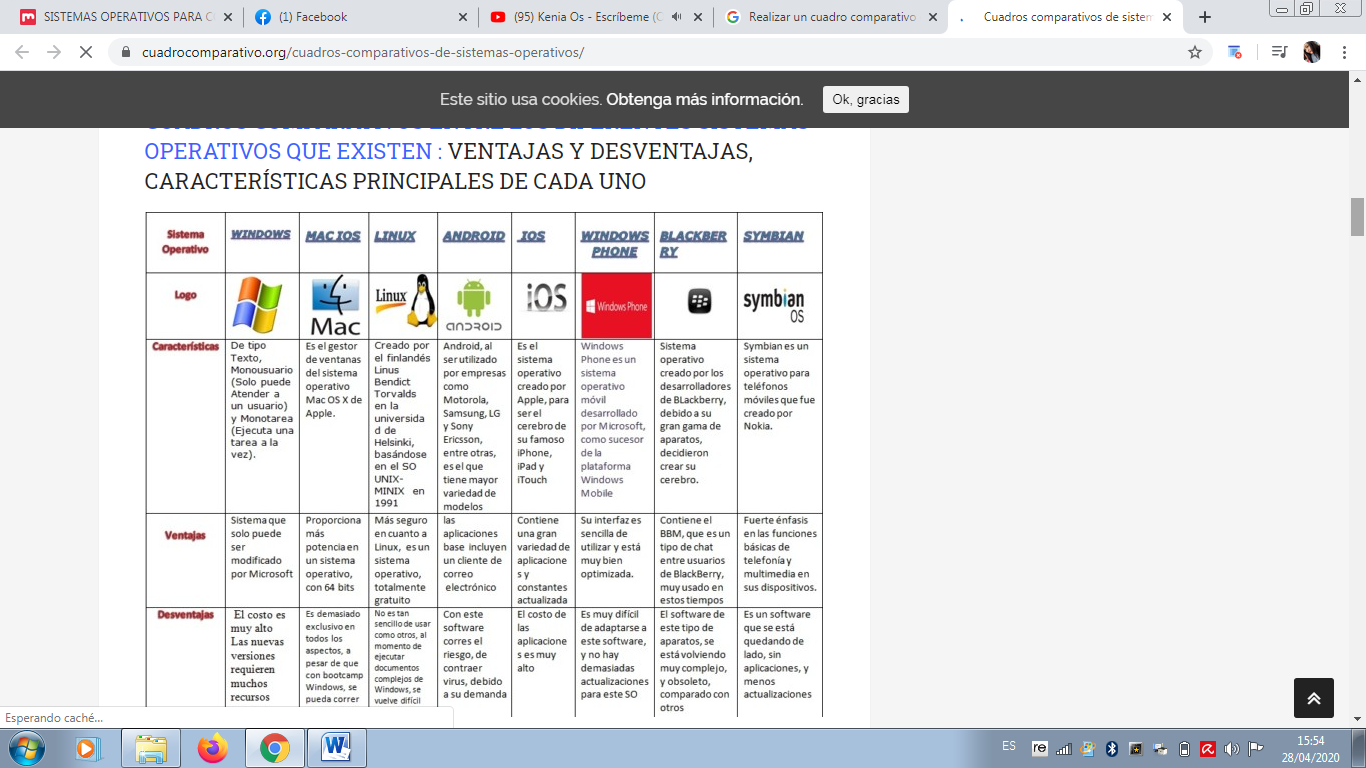 SISTEMAS OPERATIVOS PARA C
(1) Facebook
(95) Kenia Os - Escríbeme (O
Realizar un cuadro comparativo
Cuadros comparativos de sistem
cuadrocomparativo.org/cuadros-comparativos-de-sistemas-operativos/
Este sitio usa cookies. Obtenga más información.
Ok, gracias
OPERATIVOS QUE EXISTEN : VENTAJAS Y DESVENTAJAS,
CARACTERÍSTICAS PRINCIPALES DE CADA UNO
Sistema
Operativo
WINDOWS
MAC IOS
LINUX
ANDROID
IOS
WINDOWS
PHONE
BLACKBER
RY
SYMBIAN
Logo
Mac
Linux
ANDROID
iOS
Windows Phone
symbian
OS
Características
De tipo
Texto,
Monousuario
(Solo puede
Atender a
un usuario)
y Monotarea
(Ejecuta una
tarea a la
vez).
Es el gestor
de ventanas
del sistema
operativo
Mac OS X de
Apple.
Creado por
el finlandés
Linus
Bendict
Torvalds
en la
universida
d de
Helsinki,
basándose
en el SO
UNIX-
MINIX en
1991
Android, al
ser utilizado
por empresas
como
Motorola,
Samsung, LG
y Sony
Ericsson,
entre otras,
es el que
tiene mayor
variedad de
modelos
Es el
sistema
operativo
creado por
Apple, para
ser el
cerebro de
su famoso
iPhone,
iPad y
iTouch
Windows
Phone es un
sistema
operativo
móvil
desarrollado
por Microsoft,
como sucesor
de la
plataforma
Windows
Mobile
Sistema
operativo
creado por los
desarrolladores
de BLackberry,
debido a su
gran gama de
aparatos,
decidieron
crear su
cerebro.
Symbian es un
sistema
operativo para
teléfonos
móviles que fue
creado por
Nokia.
Ventajas
Sistema que
solo puede
ser
modificado
por Microsoft
Proporciona
más
potencia en
un sistema
operativo,
con 64 bits
Más seguro
en cuanto a
Linux, es un
sistema
operativo,
totalmente
gratuito
las
aplicaciones
base incluyen
un cliente de
correo
electrónico
Contiene
una gran
variedad de
aplicacione
s y
constantes
actualizada
Su interfaz es
sencilla de
utilizar y está
muy bien
optimizada.
Contiene el
BBM, que es un
tipo de chat
entre usuarios
de BlackBerry,
muy usado en
estos tiempos
Fuerte énfasis
en las funciones
básicas de
telefonía y
multimedia en
sus dispositivos.
Desventajas
El costo es
muy alto
Las nuevas
versiones
requieren
muchos
recursos
Es demasiado
exclusivo en
todos los
aspectos, a
pesar de que
con bootcamp
Windows, se
pueda correr
No es tan
sencillo de usar
como otros, al
momento de
ejecutar
documentos
complejos de
Windows, se
vuelve difícil
Con este
software
corres el
riesgo, de
contraer
virus, debido
a su demanda
El costo de
las
aplicacione
s es muy
alto
Es muy difícil
de adaptarse a
este software,
y no hay
demasiadas
actualizaciones
para este SO
El software de
este tipo de
aparatos, se
está volviendo
muy complejo,
y obsoleto,
comparado con
otros
Es un software
que se está
quedando de
lado, sin
aplicaciones, y
menos
actualizaciones
Esperando caché...
ES
re
15:54
28/04/2020